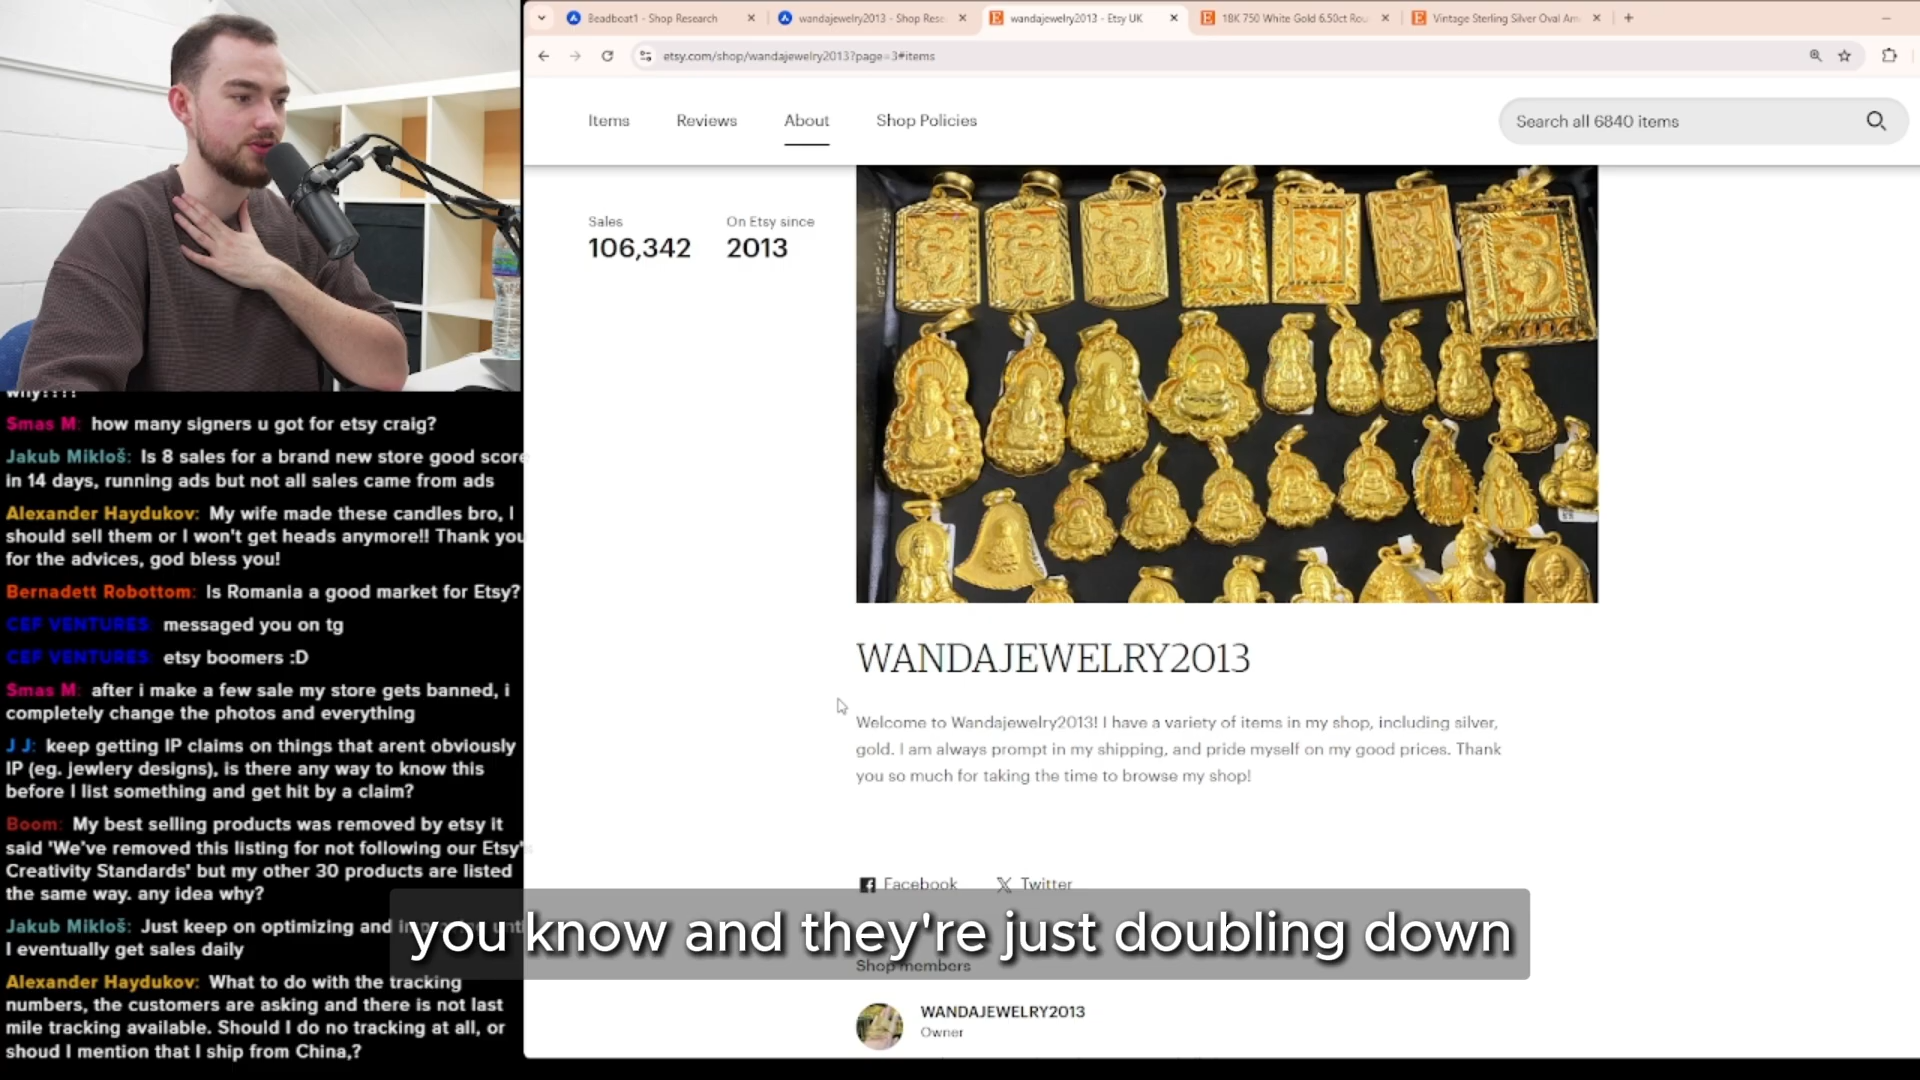 Beadboat1 - Shop Research
wandajewelry2013 - Shop Rese
wandajewelry2013 - Etsy UK
18K 750 White Gold 6.50ct Rou
Vintage Sterling Silver Oval Am
etsy.com/shop/wandajewelry2013?page=3#items
Items
Reviews
About
Shop Policies
Search all 6840 items
Sales
106,342
On Etsy since
2013
WANDAJEWELRY2013
Welcome to Wandajewelry2013! I have a variety of items in my shop, including silver,
gold. I am always prompt in my shipping, and pride myself on my good prices. Thank
you so much for taking the time to browse my shop!
Facebook
Twitter
Shop members
WANDAJEWELRY2013
Owner
why????
Smas M: how many signers u got for etsy craig?
Jakub Mikloš: Is 8 sales for a brand new store good score
in 14 days, running ads but not all sales came from ads
Alexander Haydukov: My wife made these candles bro, I
should sell them or I won't get heads anymore!! Thank you
for the advices, god bless you!
Bernadett Robottom: Is Romania a good market for Etsy?
CEF VENTURES: messaged you on tg
CEF VENTURES: etsy boomers :D
Smas M: after i make a few sale my store gets banned, i
completely change the photos and everything
J J: keep getting IP claims on things that arent obviously
IP (eg. jewlery designs), is there any way to know this
before I list something and get hit by a claim?
Boom: My best selling products was removed by etsy it
said 'We've removed this listing for not following our Etsy's
Creativity Standards' but my other 30 products are listed
the same way. any idea why?
Jakub Mikloš: Just keep on optimizing and
I eventually get sales daily
Alexander Haydukov: What to do with the tracking
numbers, the customers are asking and there is not last
mile tracking available. Should I do no tracking at all, or
shoud I mention that I ship from China,?
you know and they're just doubling down